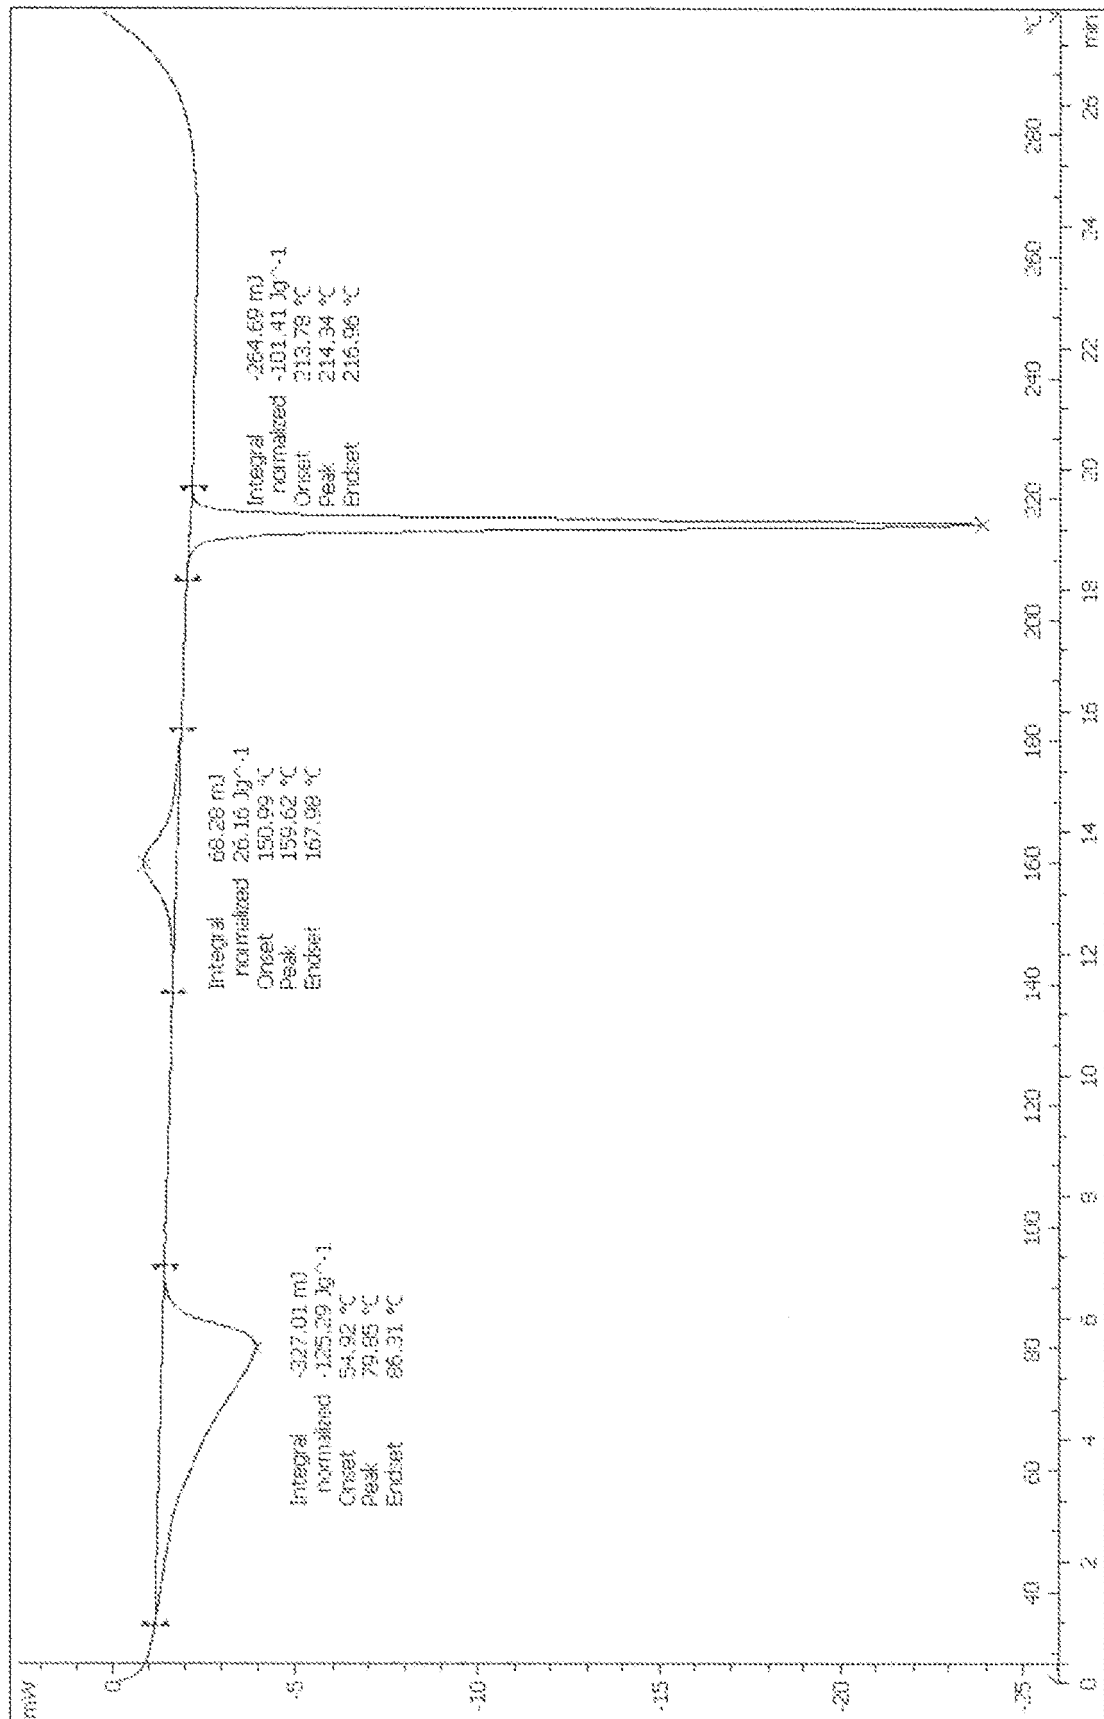 mW
0
-5
-10
-15
-20
-25
Integral -327.01 mJ
normalized -125.29 Jg^-1
Onset 54.92 °C
Peak 79.85 °C
Endset 86.31 °C
Integral 68.28 mJ
normalized 26.16 Jg^-1
Onset 150.99 °C
Peak 159.62 °C
Endset 167.98 °C
Integral -264.69 mJ
normalized -101.41 Jg^-1
Onset 213.78 °C
Peak 214.34 °C
Endset 216.96 °C
40 60 80 100 120 140 160 180 200 220 240 260 280 °C
0 2 4 6 8 10 12 14 16 18 20 22 24 26 min